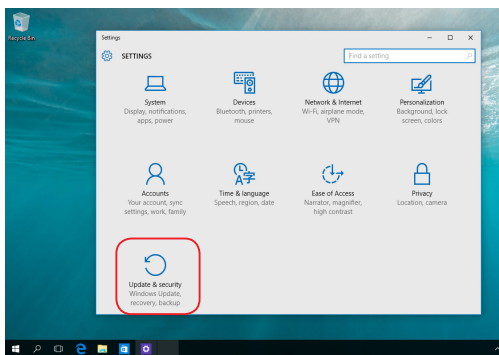 Recycle Bin
Settings
SETTINGS
Find a setting
System
Display, notifications,
apps, power
Devices
Bluetooth, printers,
mouse
Network & Internet
Wi-Fi, airplane mode,
VPN
Personalization
Background, lock
screen, colors
Accounts
Your account, sync
settings, work, family
Time & language
Speech, region, date
Ease of Access
Narrator, magnifier,
high contrast
Privacy
Location, camera
Update & security
Windows Update,
recovery, backup